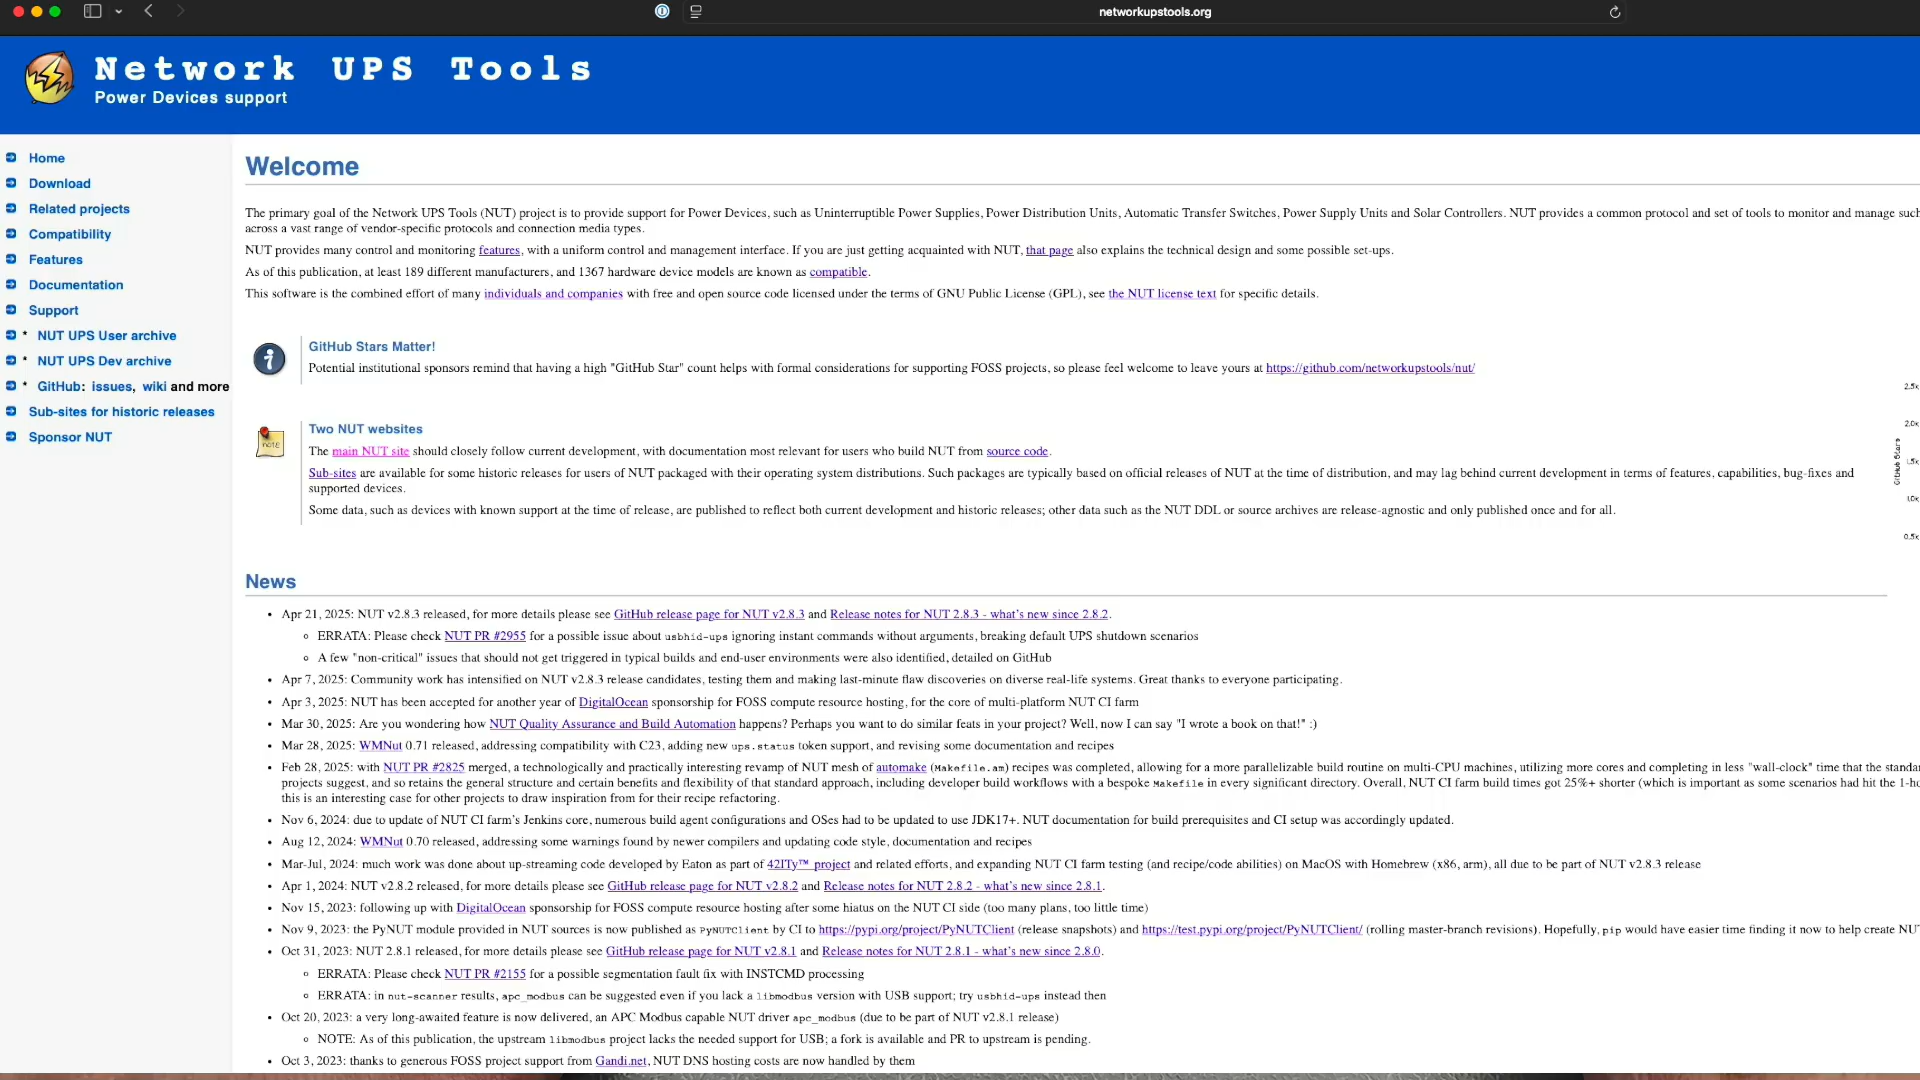 networkupstools.org
Network UPS Tools
Power Devices support
Home
Download
Related projects
Compatibility
Features
Documentation
Support
* NUT UPS User archive
* NUT UPS Dev archive
* GitHub: issues, wiki and more
Sub-sites for historic releases
Sponsor NUT
Welcome
The primary goal of the Network UPS Tools (NUT) project is to provide support for Power Devices, such as Uninterruptible Power Supplies, Power Distribution Units, Automatic Transfer Switches, Power Supply Units and Solar Controllers. NUT provides a common protocol and set of tools to monitor and manage such
across a vast range of vendor-specific protocols and connection media types.
NUT provides many control and monitoring features, with a uniform control and management interface. If you are just getting acquainted with NUT, that page also explains the technical design and some possible set-ups.
As of this publication, at least 189 different manufacturers, and 1367 hardware device models are known as compatible.
This software is the combined effort of many individuals and companies with free and open source code licensed under the terms of GNU Public License (GPL), see the NUT license text for specific details.
GitHub Stars Matter!
Potential institutional sponsors remind that having a high "GitHub Star" count helps with formal considerations for supporting FOSS projects, so please feel welcome to leave yours at https://github.com/networkupstools/nut/
2.5k
2.0k
GitHub Stars
1.5k
1.0k
0.5k
NOTE
Two NUT websites
The main NUT site should closely follow current development, with documentation most relevant for users who build NUT from source code.
Sub-sites are available for some historic releases for users of NUT packaged with their operating system distributions. Such packages are typically based on official releases of NUT at the time of distribution, and may lag behind current development in terms of features, capabilities, bug-fixes and
supported devices.
Some data, such as devices with known support at the time of release, are published to reflect both current development and historic releases; other data such as the NUT DDL or source archives are release-agnostic and only published once and for all.
News
• Apr 21, 2025: NUT v2.8.3 released, for more details please see GitHub release page for NUT v2.8.3 and Release notes for NUT 2.8.3 - what's new since 2.8.2.
◦ ERRATA: Please check NUT PR #2955 for a possible issue about usbhid-ups ignoring instant commands without arguments, breaking default UPS shutdown scenarios
◦ A few "non-critical" issues that should not get triggered in typical builds and end-user environments were also identified, detailed on GitHub
• Apr 7, 2025: Community work has intensified on NUT v2.8.3 release candidates, testing them and making last-minute flaw discoveries on diverse real-life systems. Great thanks to everyone participating.
• Apr 3, 2025: NUT has been accepted for another year of DigitalOcean sponsorship for FOSS compute resource hosting, for the core of multi-platform NUT CI farm
• Mar 30, 2025: Are you wondering how NUT Quality Assurance and Build Automation happens? Perhaps you want to do similar feats in your project? Well, now I can say "I wrote a book on that!" :)
• Mar 28, 2025: WMNut 0.71 released, addressing compatibility with C23, adding new ups.status token support, and revising some documentation and recipes
• Feb 28, 2025: with NUT PR #2825 merged, a technologically and practically interesting revamp of NUT mesh of automake (Makefile.am) recipes was completed, allowing for a more parallelizable build routine on multi-CPU machines, utilizing more cores and completing in less "wall-clock" time that the standa
projects suggest, and so retains the general structure and certain benefits and flexibility of that standard approach, including developer build workflows with a bespoke Makefile in every significant directory. Overall, NUT CI farm build times got 25%+ shorter (which is important as some scenarios had hit the 1-ho
this is an interesting case for other projects to draw inspiration from for their recipe refactoring.
• Nov 6, 2024: due to update of NUT CI farm's Jenkins core, numerous build agent configurations and OSes had to be updated to use JDK17+. NUT documentation for build prerequisites and CI setup was accordingly updated.
• Aug 12, 2024: WMNut 0.70 released, addressing some warnings found by newer compilers and updating code style, documentation and recipes
• Mar-Jul, 2024: much work was done about up-streaming code developed by Eaton as part of 42ITy™ project and related efforts, and expanding NUT CI farm testing (and recipe/code abilities) on MacOS with Homebrew (x86, arm), all due to be part of NUT v2.8.3 release
• Apr 1, 2024: NUT v2.8.2 released, for more details please see GitHub release page for NUT v2.8.2 and Release notes for NUT 2.8.2 - what's new since 2.8.1.
• Nov 15, 2023: following up with DigitalOcean sponsorship for FOSS compute resource hosting after some hiatus on the NUT CI side (too many plans, too little time)
• Nov 9, 2023: the PyNUT module provided in NUT sources is now published as PyNUTClient by CI to https://pypi.org/project/PyNUTClient (release snapshots) and https://test.pypi.org/project/PyNUTClient/ (rolling master-branch revisions). Hopefully, pip would have easier time finding it now to help create NU
• Oct 31, 2023: NUT 2.8.1 released, for more details please see GitHub release page for NUT v2.8.1 and Release notes for NUT 2.8.1 - what's new since 2.8.0.
◦ ERRATA: Please check NUT PR #2155 for a possible segmentation fault fix with INSTCMD processing
◦ ERRATA: in nut-scanner results, apc_modbus can be suggested even if you lack a libmodbus version with USB support; try usbhid-ups instead then
• Oct 20, 2023: a very long-awaited feature is now delivered, an APC Modbus capable NUT driver apc_modbus (due to be part of NUT v2.8.1 release)
◦ NOTE: As of this publication, the upstream libmodbus project lacks the needed support for USB; a fork is available and PR to upstream is pending.
• Oct 3, 2023: thanks to generous FOSS project support from Gandi.net, NUT DNS hosting costs are now handled by them